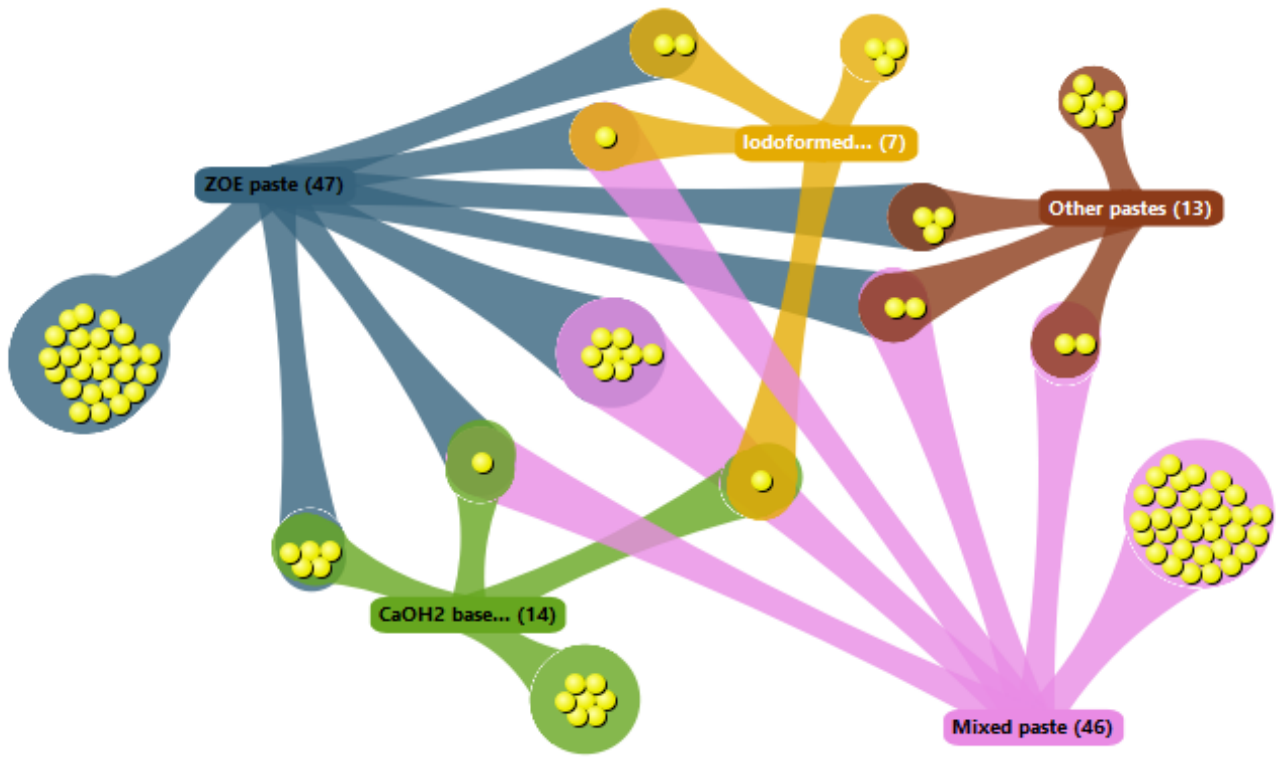 Iodoformed... (7)
ZOE paste (47)
Other pastes (13)
CaOH2 base... (14)
Mixed paste (46)